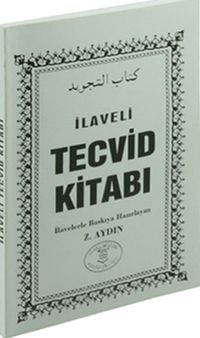 كتاب التجويد
İLAVELİ
TECVİD
KİTABI
İlavelerle Baskıya Hazırlayan
Z. AYDIN
İLAVELİ TECVİD KİTABI